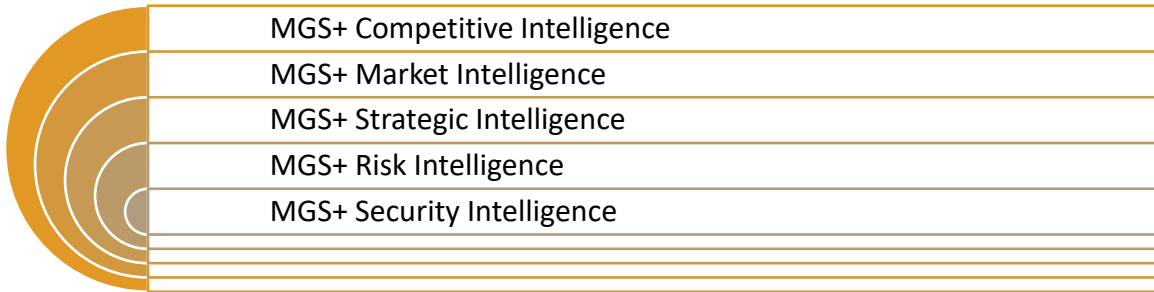 MGS+ Competitive Intelligence
MGS+ Market Intelligence
MGS+ Strategic Intelligence
MGS+ Risk Intelligence
MGS+ Security Intelligence